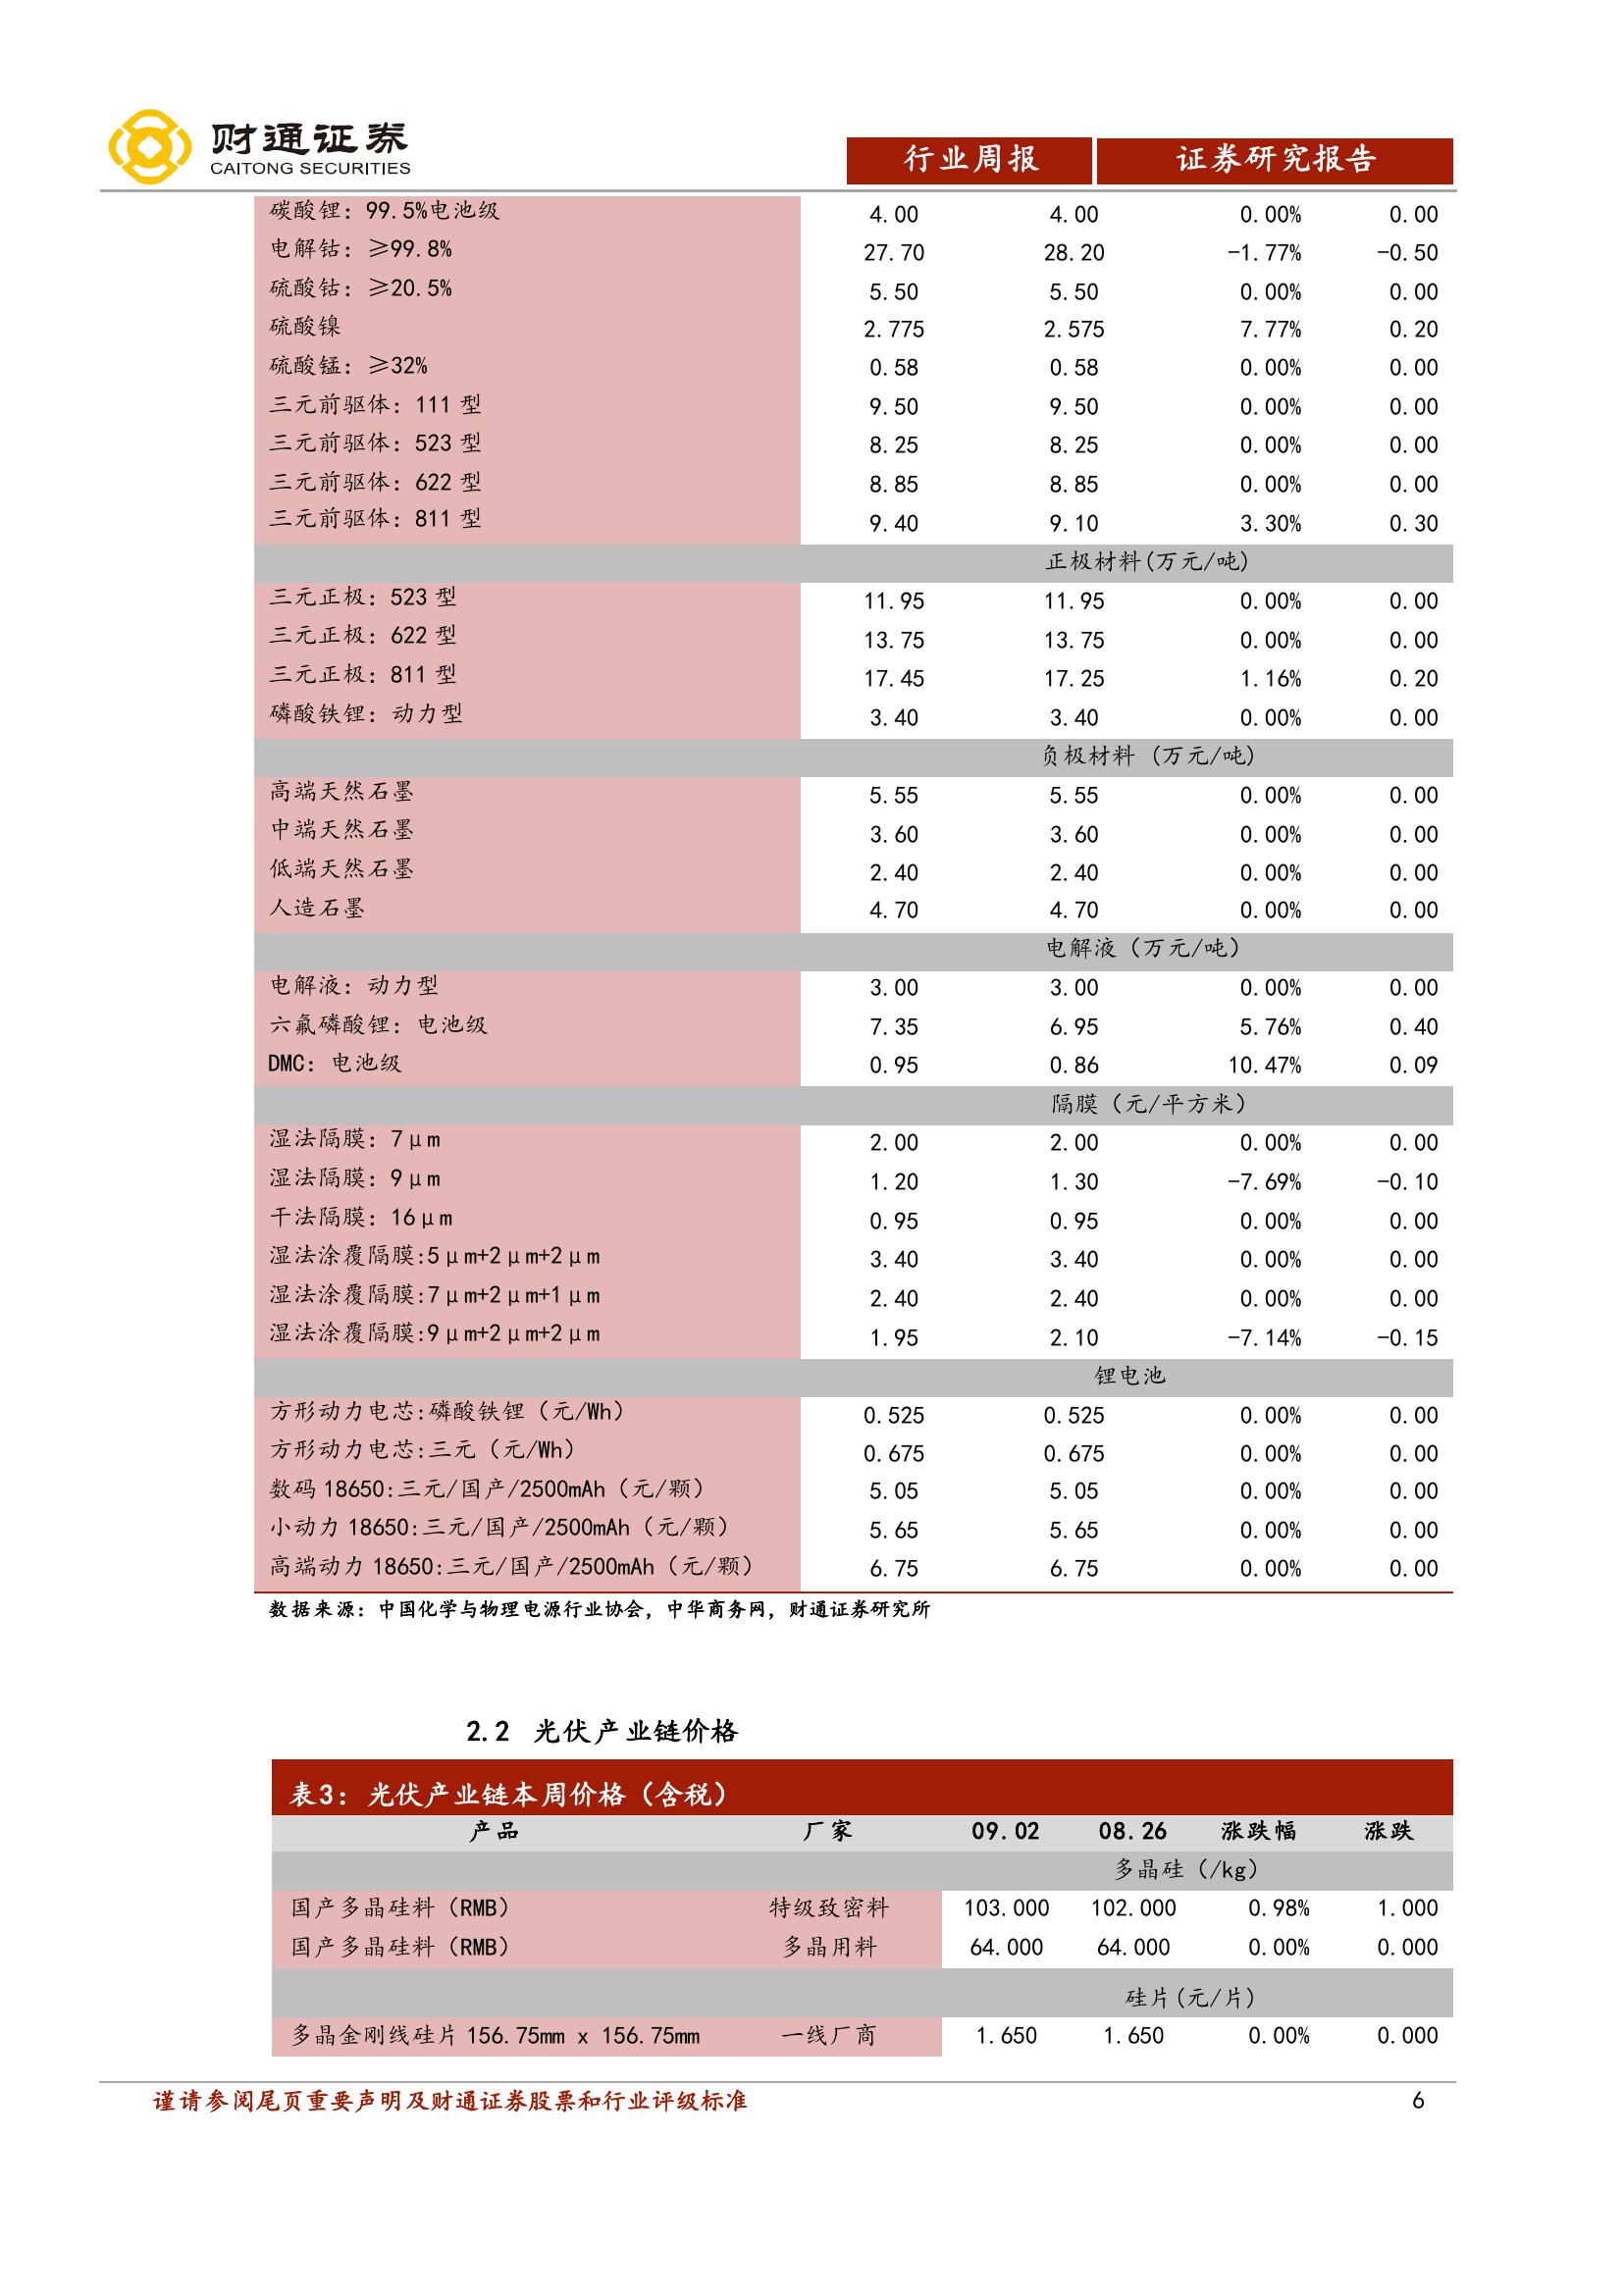 财通证券
CAITONG SECURITIES
行业周报 证券研究报告
碳酸锂：99.5%电池级 4.00 4.00 0.00% 0.00
电解钴：≥99.8% 27.70 28.20 -1.77% -0.50
硫酸钴：≥20.5% 5.50 5.50 0.00% 0.00
硫酸镍 2.775 2.575 7.77% 0.20
硫酸锰：≥32% 0.58 0.58 0.00% 0.00
三元前驱体：111 型 9.50 9.50 0.00% 0.00
三元前驱体：523 型 8.25 8.25 0.00% 0.00
三元前驱体：622 型 8.85 8.85 0.00% 0.00
三元前驱体：811 型 9.40 9.10 3.30% 0.30
正极材料(万元/吨)
三元正极：523 型 11.95 11.95 0.00% 0.00
三元正极：622 型 13.75 13.75 0.00% 0.00
三元正极：811 型 17.45 17.25 1.16% 0.20
磷酸铁锂：动力型 3.40 3.40 0.00% 0.00
负极材料 (万元/吨)
高端天然石墨 5.55 5.55 0.00% 0.00
中端天然石墨 3.60 3.60 0.00% 0.00
低端天然石墨 2.40 2.40 0.00% 0.00
人造石墨 4.70 4.70 0.00% 0.00
电解液（万元/吨）
电解液：动力型 3.00 3.00 0.00% 0.00
六氟磷酸锂：电池级 7.35 6.95 5.76% 0.40
DMC：电池级 0.95 0.86 10.47% 0.09
隔膜（元/平方米）
湿法隔膜：7μm 2.00 2.00 0.00% 0.00
湿法隔膜：9μm 1.20 1.30 -7.69% -0.10
干法隔膜：16μm 0.95 0.95 0.00% 0.00
湿法涂覆隔膜:5μm+2μm+2μm 3.40 3.40 0.00% 0.00
湿法涂覆隔膜:7μm+2μm+1μm 2.40 2.40 0.00% 0.00
湿法涂覆隔膜:9μm+2μm+2μm 1.95 2.10 -7.14% -0.15
锂电池
方形动力电芯:磷酸铁锂（元/Wh） 0.525 0.525 0.00% 0.00
方形动力电芯:三元（元/Wh） 0.675 0.675 0.00% 0.00
数码 18650:三元/国产/2500mAh（元/颗） 5.05 5.05 0.00% 0.00
小动力 18650:三元/国产/2500mAh（元/颗） 5.65 5.65 0.00% 0.00
高端动力 18650:三元/国产/2500mAh（元/颗） 6.75 6.75 0.00% 0.00
数据来源：中国化学与物理电源行业协会，中华商务网，财通证券研究所
2.2 光伏产业链价格
表3：光伏产业链本周价格（含税）
产品 厂家 09.02 08.26 涨跌幅 涨跌
多晶硅（/kg）
国产多晶硅料（RMB） 特级致密料 103.000 102.000 0.98% 1.000
国产多晶硅料（RMB） 多晶用料 64.000 64.000 0.00% 0.000
硅片(元/片)
多晶金刚线硅片 156.75mm x 156.75mm 一线厂商 1.650 1.650 0.00% 0.000
谨请参阅尾页重要声明及财通证券股票和行业评级标准 6